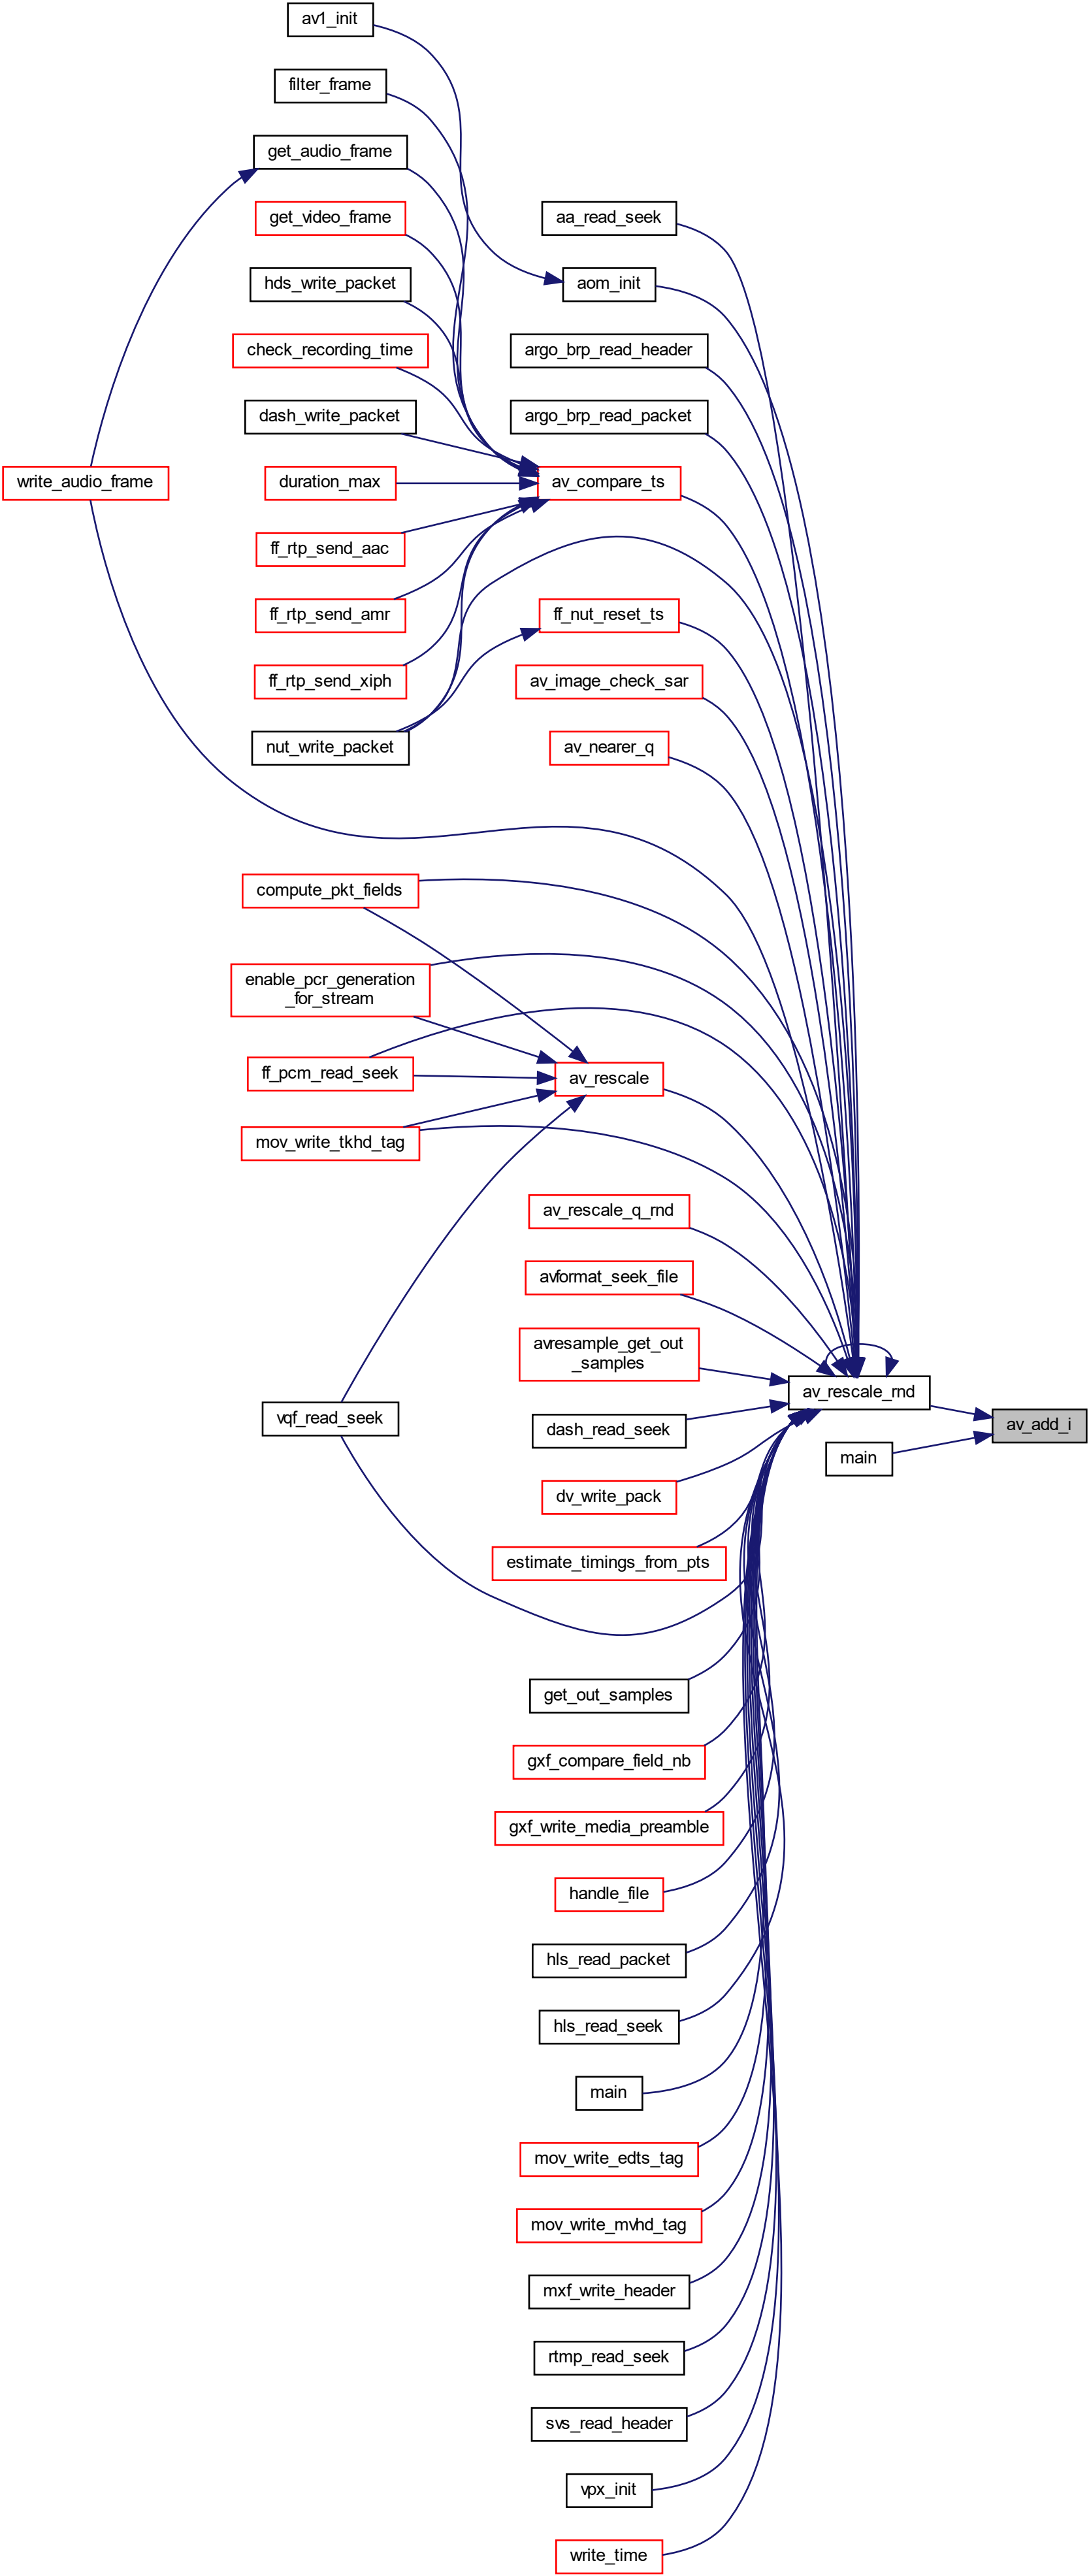 av1_init
filter_frame
get_audio_frame
get_video_frame
hds_write_packet
check_recording_time
dash_write_packet
write_audio_frame
duration_max
ff_rtp_send_aac
ff_rtp_send_amr
ff_rtp_send_xiph
nut_write_packet
compute_pkt_fields
enable_pcr_generation
_for_stream
ff_pcm_read_seek
mov_write_tkhd_tag
vqf_read_seek
aa_read_seek
aom_init
argo_brp_read_header
argo_brp_read_packet
av_compare_ts
ff_nut_reset_ts
av_image_check_sar
av_nearer_q
av_rescale
av_rescale_q_rnd
avformat_seek_file
avresample_get_out
_samples
dash_read_seek
dv_write_pack
estimate_timings_from_pts
get_out_samples
gxf_compare_field_nb
gxf_write_media_preamble
handle_file
hls_read_packet
hls_read_seek
main
mov_write_edts_tag
mov_write_mvhd_tag
mxf_write_header
rtmp_read_seek
svs_read_header
vpx_init
write_time
av_rescale_rnd
main
av_add_i